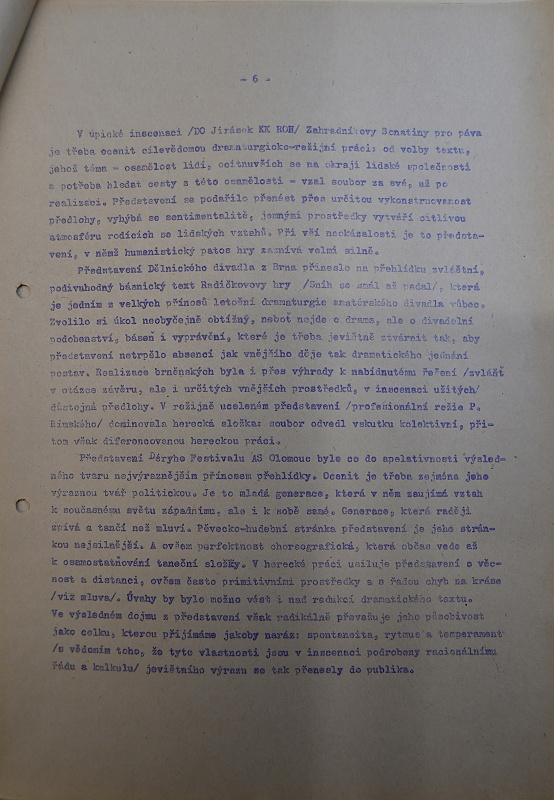 - 6 -
V úpické inscenaci /DO Jirásek KK ROH/ Zahradníkovy Sonatiny pro páva
je třeba ocenit cílevědomou dramaturgicko-režijní práci: od volby textu,
jehož téma - osamělost lidí, ocitnuvších se na okraji lidské společnosti
a potřeba hledat cesty z této osamělosti - vzal soubor za své, až po
realizaci. Představení se podařilo přenést přes určitou vykonstruovanost
předlohy, vyhýbá se sentimentalitě, jemnými prostředky vytváří citlivou
atmosféru rodících se lidských vztahů. Při vší neokázalosti je to předsta-
vení, v němž humanistický patos hry zaznívá velmi silně.
Představení Dělnického divadla z Brna přineslo na přehlídku zvláštní,
podivuhodný básnický text Radičkovovy hry /Sníh se smál až padal/, která
je jedním z velkých přínosů letošní dramaturgie amatérského divadla vůbec.
Zvolilo si úkol neobyčejně obtížný, neboť nejde o drama, ale o divadelní
podobenství, báseň i vyprávění, které je třeba jevištně ztvárnit tak, aby
představení netrpělo absencí jak vnějšího děje tak dramatického jednání
postav. Realizace brněnských byla i přes výhrady k nabídnutému řešení /zvlášť
v otázce závěru, ale i určitých vnějších prostředků, v inscenaci užitých/
důstojná předlohy. V režijně uceleném představení /profesionální režie P.
Rímského/ dominovala herecká složka: soubor odvedl vskutku kolektivní, při-
tom však diferencovanou hereckou práci.
Představení Dáryho Festivalu AS Olomouc bylo co do apelativnosti výsled-
ného tvaru nejvýraznějším přínosem přehlídky. Ocenit je třeba zejména jeho
výraznou tvář politickou. Je to mladá generace, která v něm zaujímá vztah
k současnému světu západnímu, ale i k sobě samé. Generace, která raději
zpívá a tančí než mluví. Pěvecko-hudební stránka představení je jeho strán-
kou nejsilnější. A ovšem perfektnost choreografická, která občas vede až
k osamostatňování taneční složky. V herecké práci usiluje představení o věc-
nost a distanci, ovšem často primitivními prostředky a s řadou chyb na kráse
/viz mluva/. Úvahy by bylo možno vést i nad redukcí dramatického textu.
Ve výsledném dojmu z představení však radikálně převažuje jeho působivost
jako celku, kterou přijímáme jakoby naráz: spontaneita, rytmus a temperament
/s vědomím toho, že tyto vlastnosti jsou v inscenaci podrobeny racionálnímu
řádu a kalkulu/ jevištního výrazu se tak přenesly do publika.